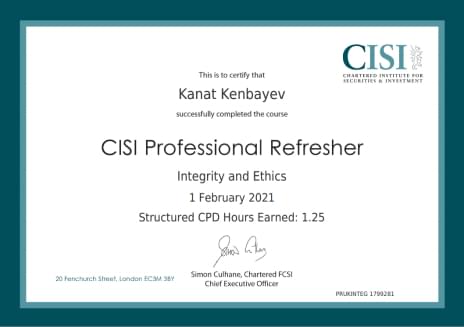 CISI
CHARTERED INSTITUTE FOR
SECURITIES & INVESTMENT
This is to certify that
Kanat Kenbayev
successfully completed the course
CISI Professional Refresher
Integrity and Ethics
1 February 2021
Structured CPD Hours Earned: 1.25
Simon Culhane, Chartered FCSI
Chief Executive Officer
20 Fenchurch Street, London EC3M 3BY
PRUKINTEG 1799281